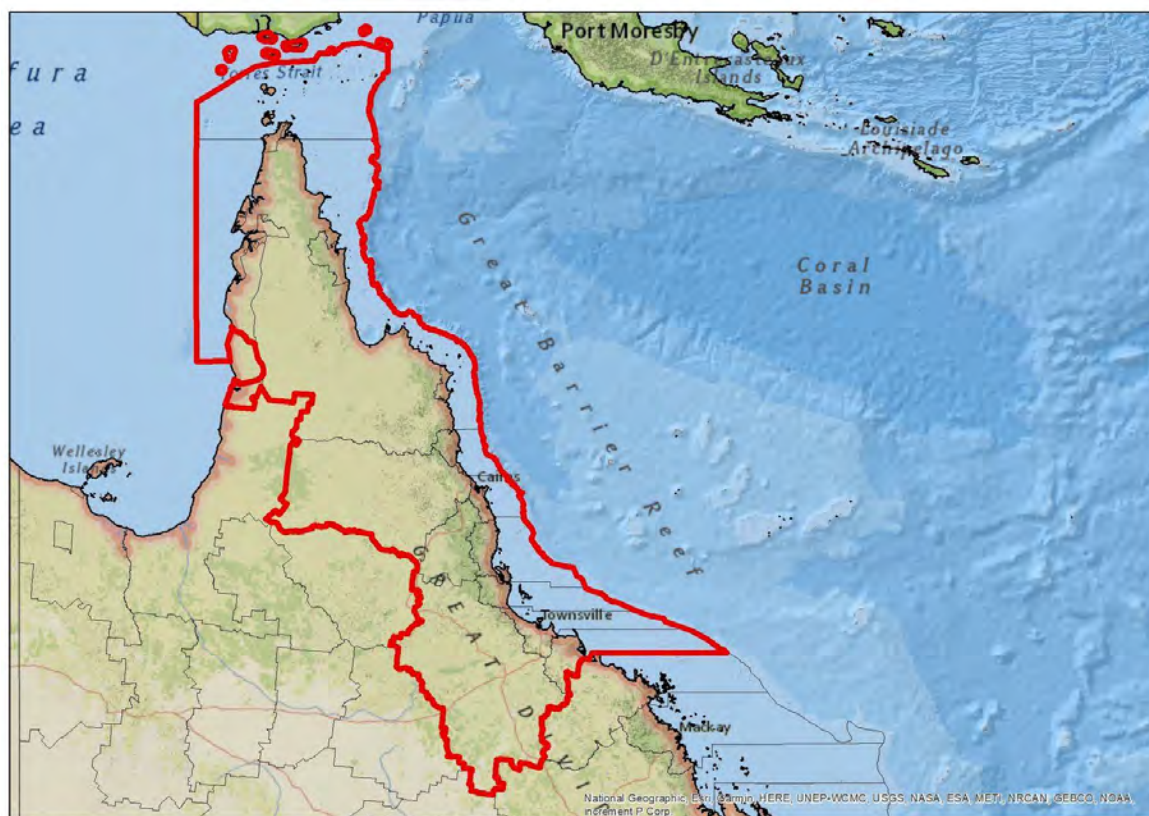 Papua
Port Moresby
D'Entrecasteaux
Islands
fura
ea
Torres Strait
Louisiade
Archipelago
Great Barrier Reef
Coral
Basin
Wellesley
Islands
Cairns
GREAT DIVI
Townsville
Mackay
National Geographic, Esri, Garmin, HERE, UNEP-WCMC, USGS, NASA, ESA, METI, NRCAN, GEBCO, NOAA,
increment P Corp